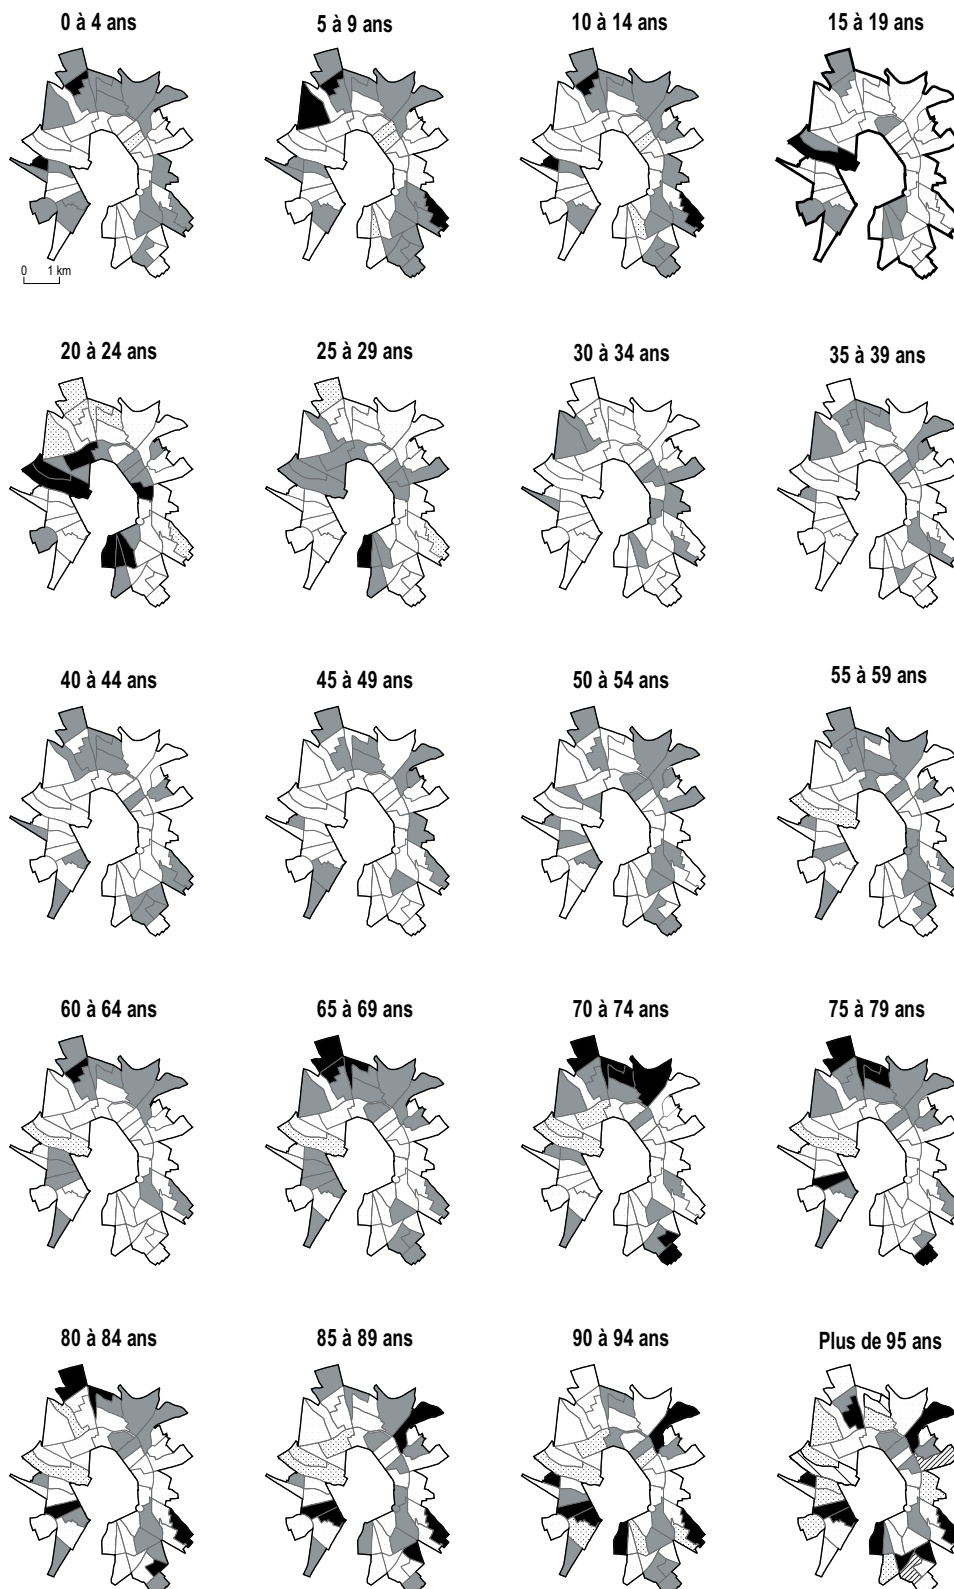 0 à 4 ans
5 à 9 ans
10 à 14 ans
15 à 19 ans
0 1 km
20 à 24 ans
25 à 29 ans
30 à 34 ans
35 à 39 ans
40 à 44 ans
45 à 49 ans
50 à 54 ans
55 à 59 ans
60 à 64 ans
65 à 69 ans
70 à 74 ans
75 à 79 ans
80 à 84 ans
85 à 89 ans
90 à 94 ans
Plus de 95 ans